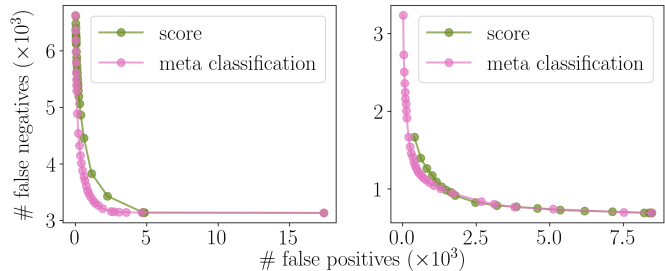 # false negatives (×10³)
6
5
4
3
0
5
10
15
score
meta classification
3
2
1
0.0
2.5
5.0
7.5
score
meta classification
# false positives (×10³)